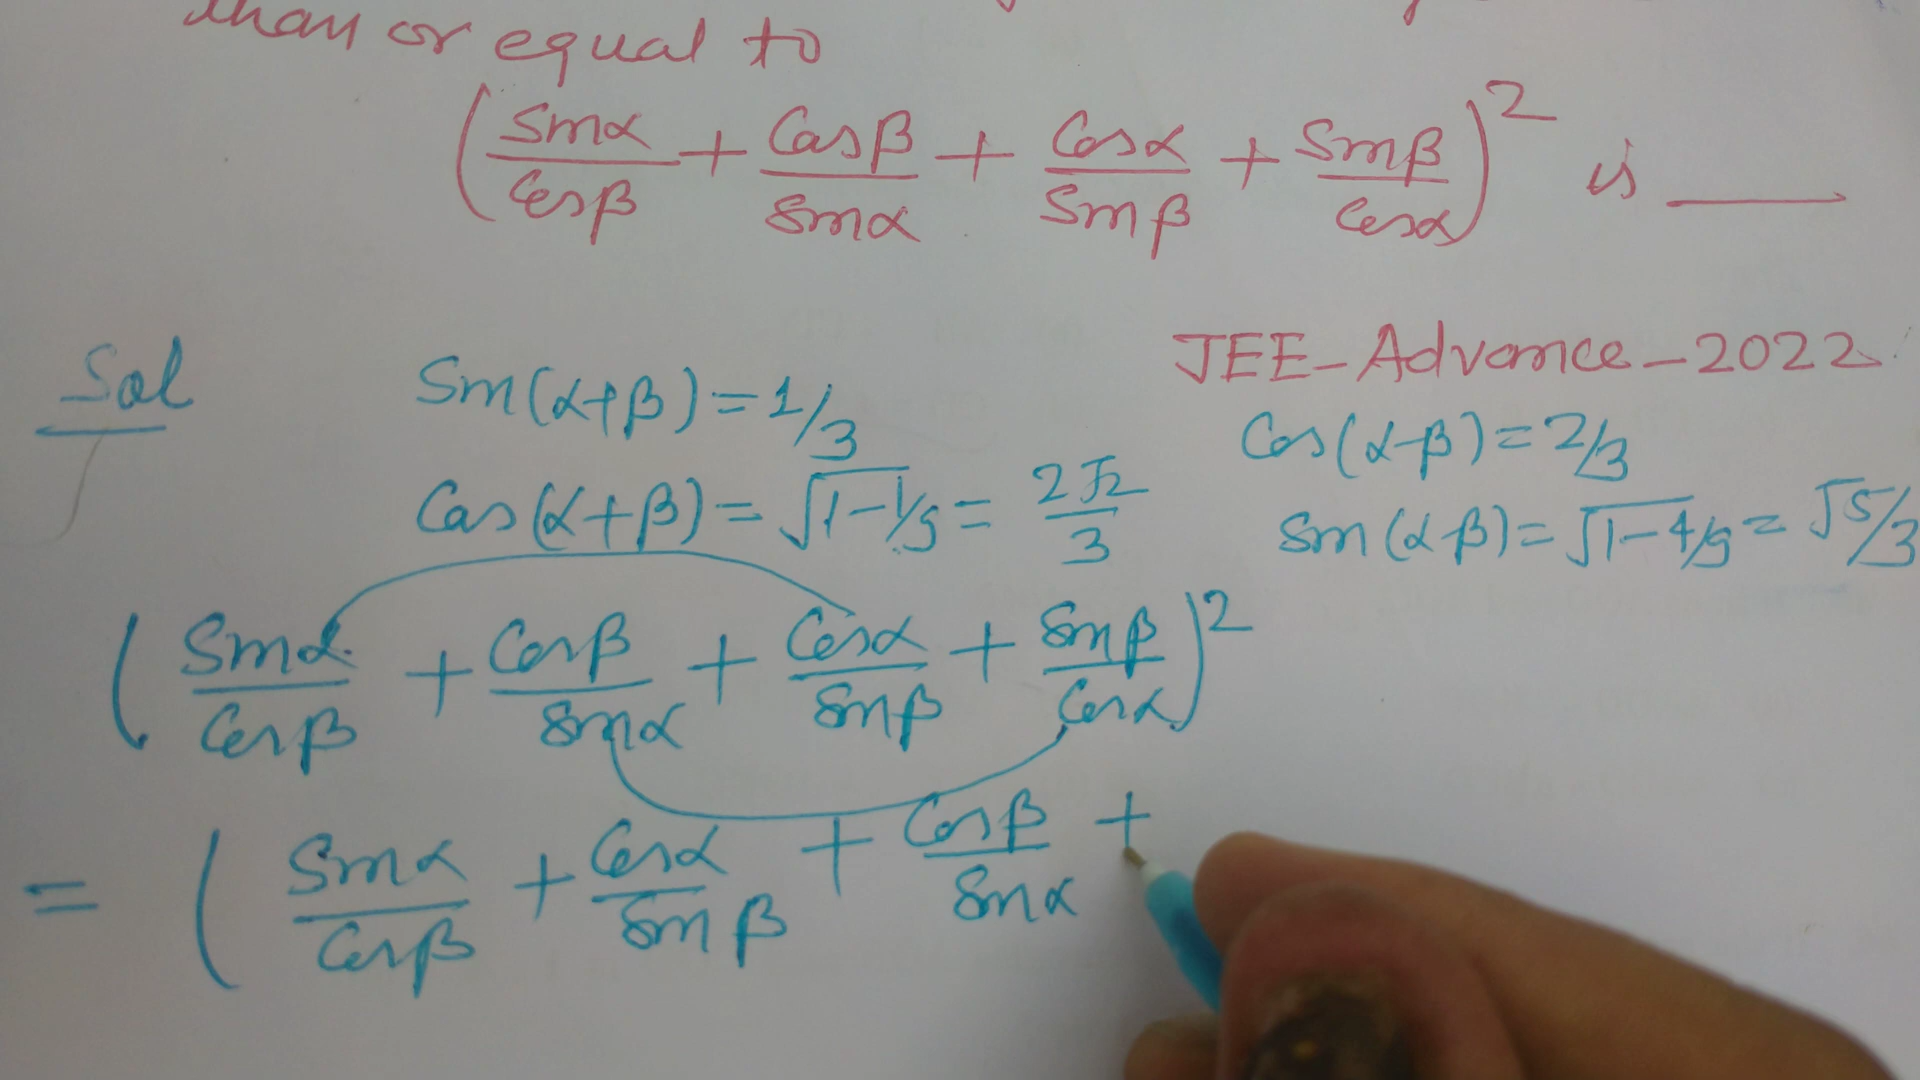 than or equal to
(Sinα/Cosβ + Cosβ/Sinα + Cosα/Sinβ + Sinβ/Cosα)² is ____
JEE-Advance-2022
Sol Sin(α+β) = 1/3 Cos(α-β) = 2/3
Cos(α+β) = √1-1/9 = 2√2/3 Sin(α-β) = √1-4/9 = √5/3
(Sinα/Cosβ + Cosβ/Sinα + Cosα/Sinβ + Sinβ/Cosα)²
= (Sinα/Cosβ + Cosα/Sinβ + Cosβ/Sinα +